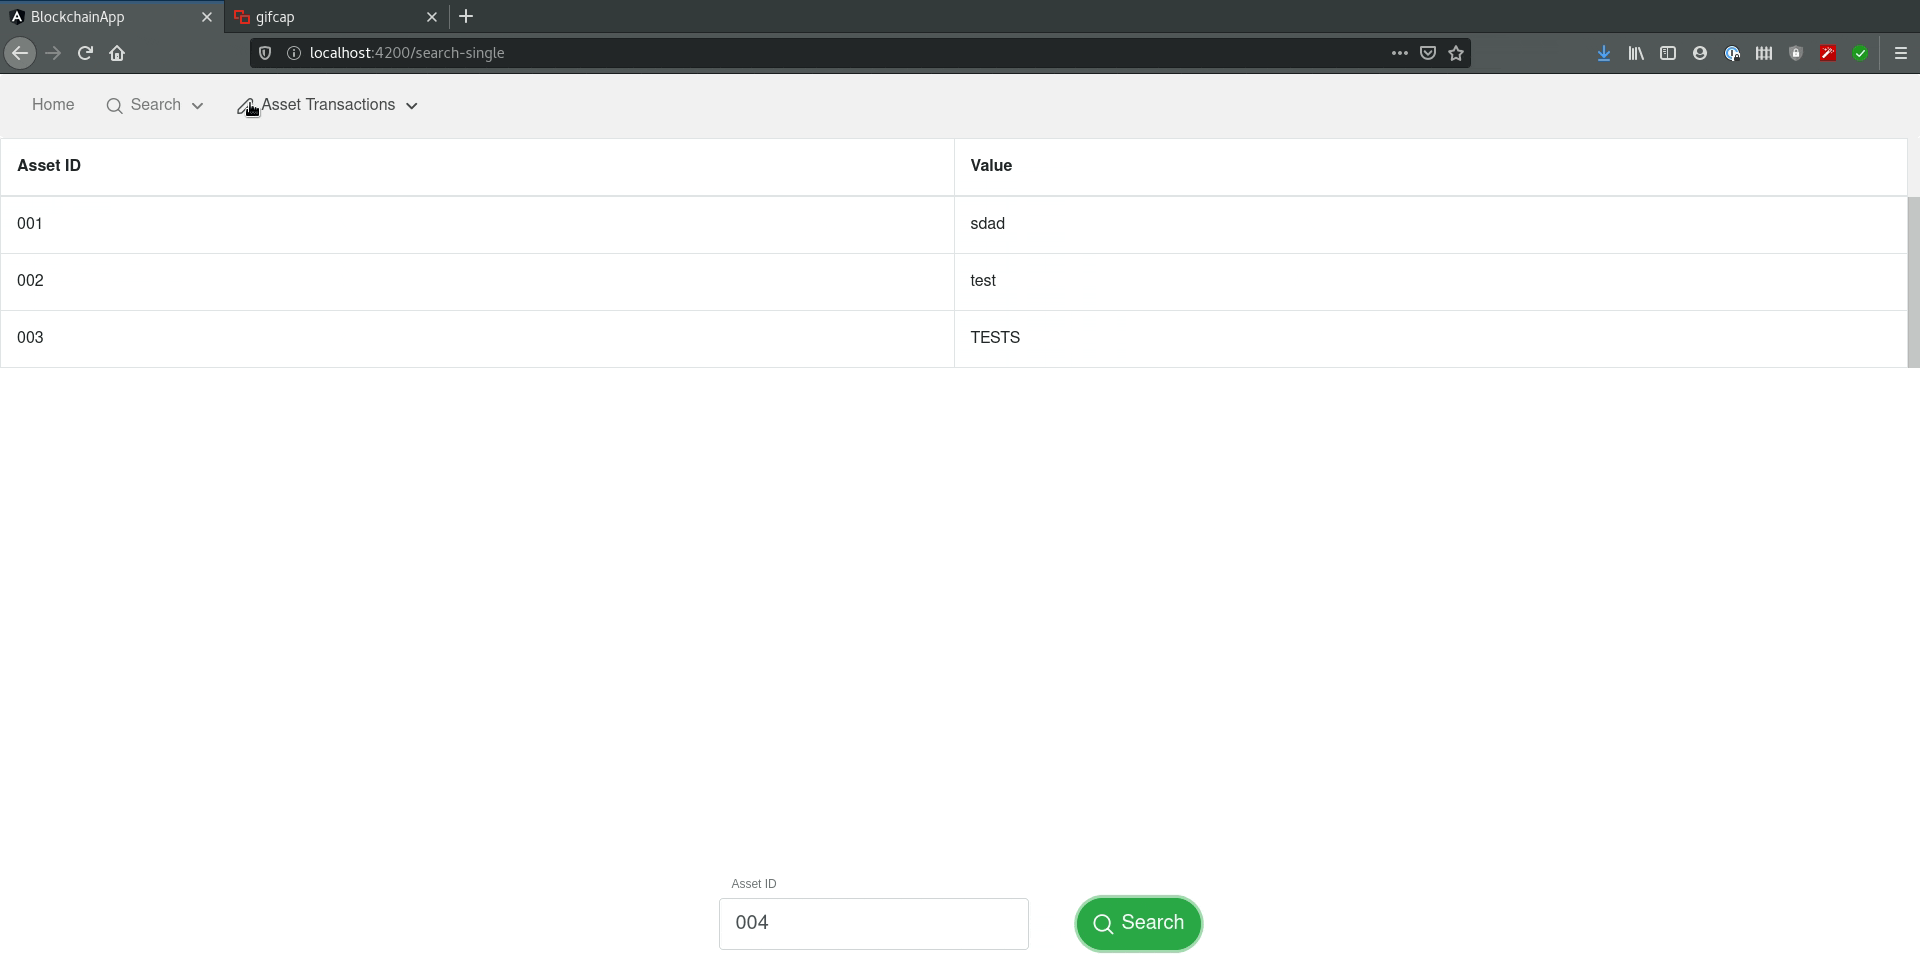 BlockchainApp
gifcap
localhost:4200/search-single
Home Search Asset Transactions
Asset ID Value
001 sdad
002 test
003 TESTS
Asset ID
004
Search